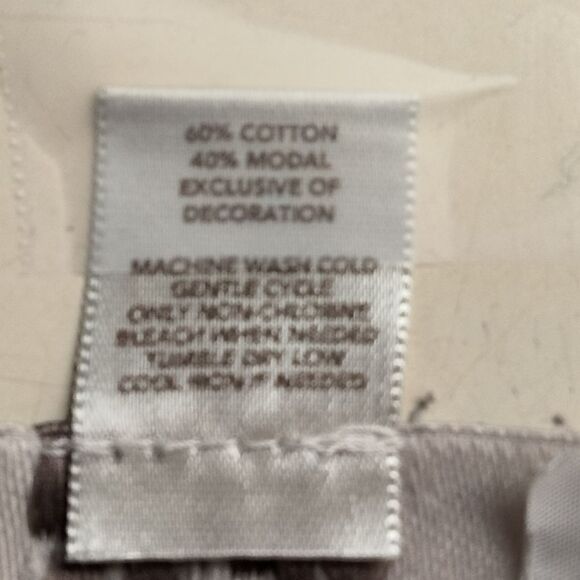 60% COTTON
40% MODAL
EXCLUSIVE OF
DECORATION
MACHINE WASH COLD
GENTLE CYCLE
ONLY NON-CHLORINE
BLEACH WHEN NEEDED
TUMBLE DRY LOW
COOL IRON IF NEEDED